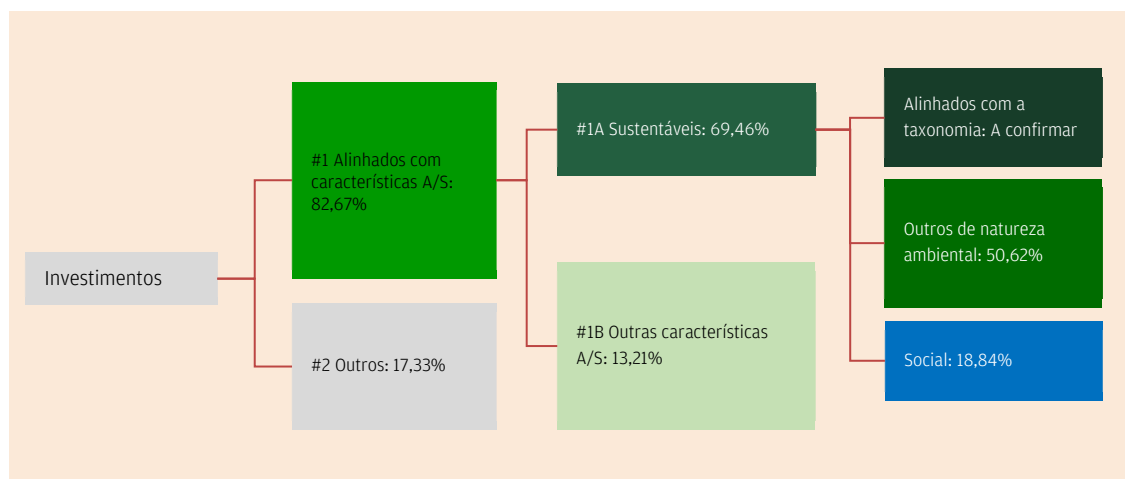 Investimentos
#1 Alinhados com
características A/S:
82,67%
#2 Outros: 17,33%
#1A Sustentáveis: 69,46%
#1B Outras características
A/S: 13,21%
Alinhados com a
taxonomia: A confirmar
Outros de natureza
ambiental: 50,62%
Social: 18,84%